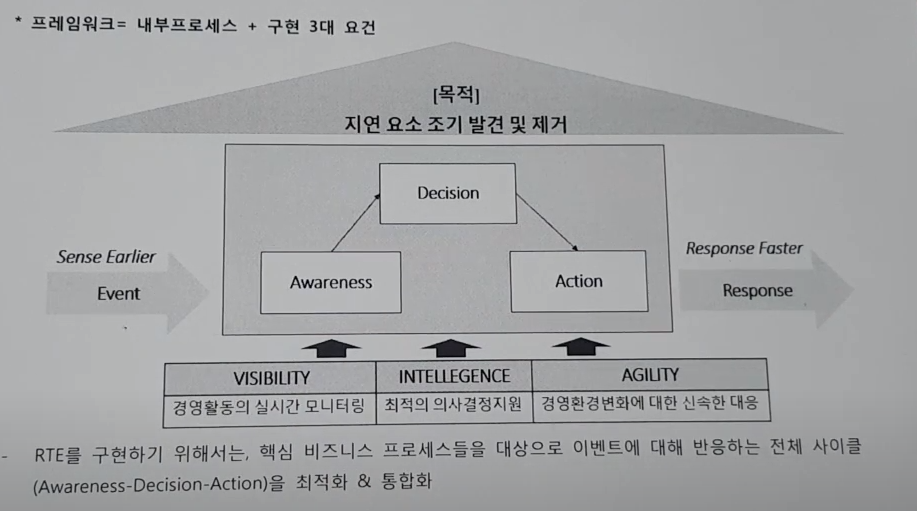 * 프레임워크= 내부프로세스 + 구현 3대 요건
[목적]
지연 요소 조기 발견 및 제거
Decision
Sense Earlier
Event
Awareness
Action
Response Faster
Response
VISIBILITY
INTELLEGENCE
AGILITY
경영활동의 실시간 모니터링
최적의 의사결정지원
경영환경변화에 대한 신속한 대응
- RTE를 구현하기 위해서는, 핵심 비즈니스 프로세스들을 대상으로 이벤트에 대해 반응하는 전체 사이클
(Awareness-Decision-Action)을 최적화 & 통합화